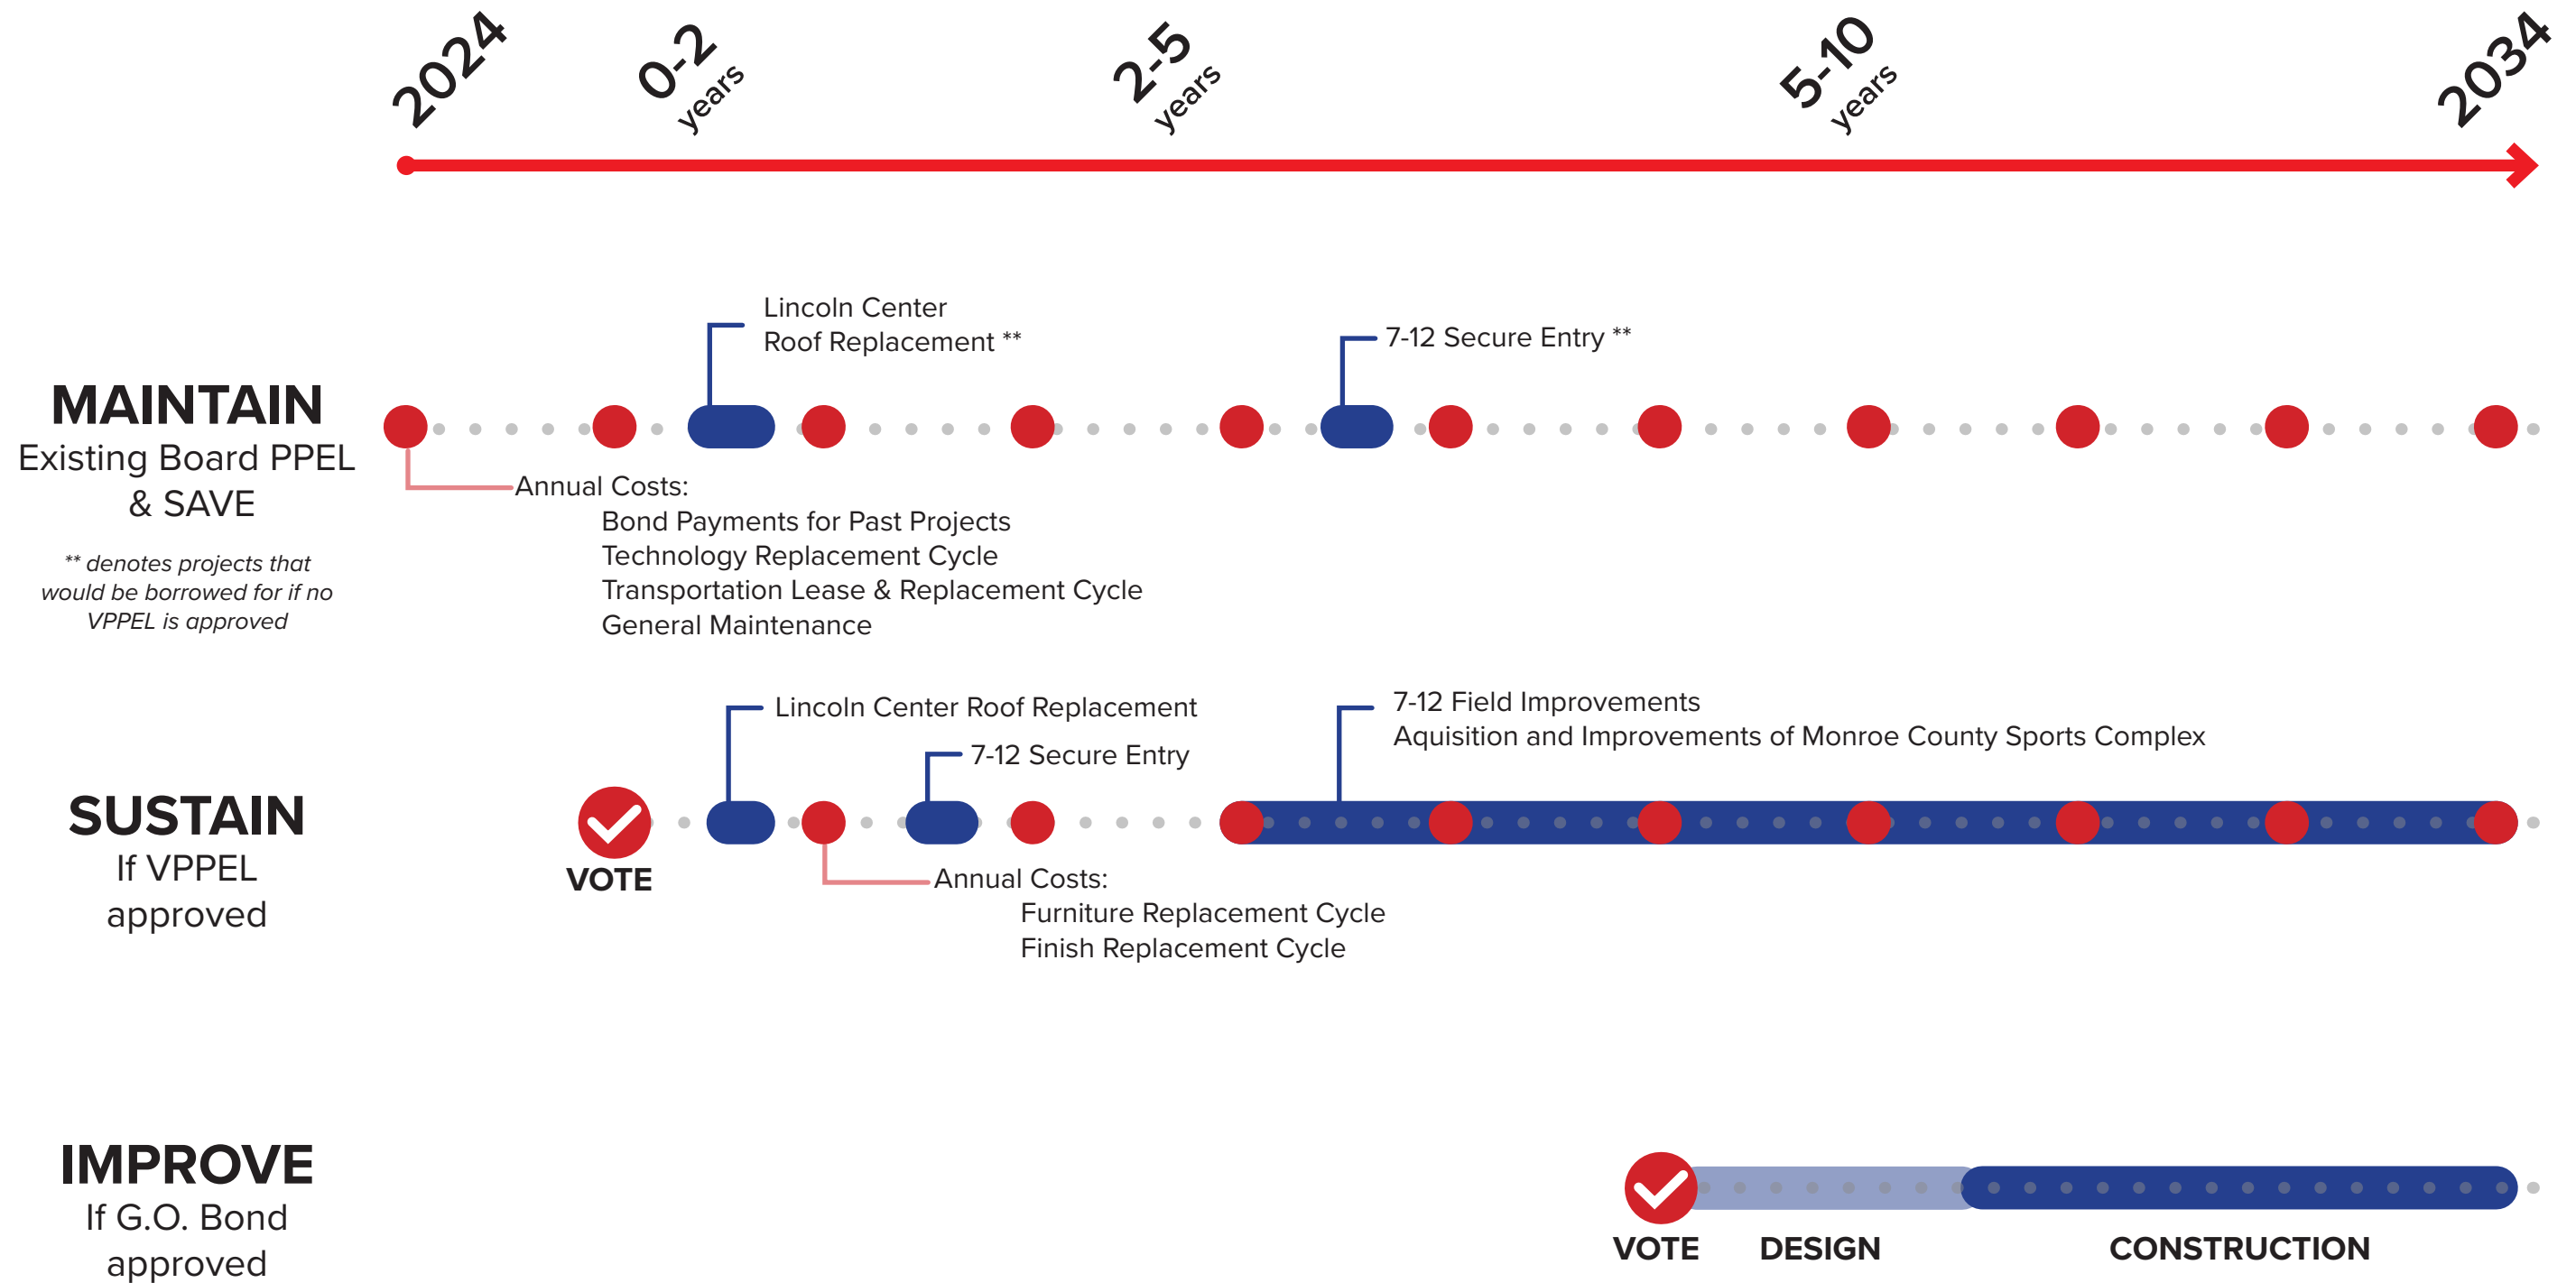 2024
0-2
years
2-5
years
5-10
years
2034
MAINTAIN
Existing Board PPEL
& SAVE
** denotes projects that
would be borrowed for if no
VPPEL is approved
Lincoln Center
Roof Replacement **
7-12 Secure Entry **
Annual Costs:
Bond Payments for Past Projects
Technology Replacement Cycle
Transportation Lease & Replacement Cycle
General Maintenance
SUSTAIN
If VPPEL
approved
Lincoln Center Roof Replacement
7-12 Secure Entry
7-12 Field Improvements
Aquisition and Improvements of Monroe County Sports Complex
VOTE
Annual Costs:
Furniture Replacement Cycle
Finish Replacement Cycle
IMPROVE
If G.O. Bond
approved
VOTE
DESIGN
CONSTRUCTION